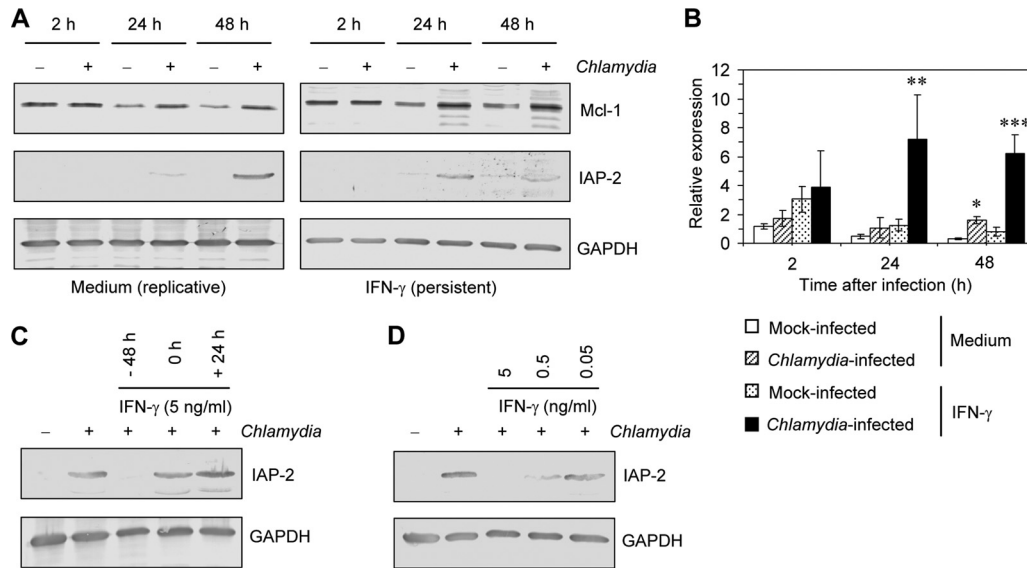 A
2 h 24 h 48 h 2 h 24 h 48 h
– + – + – + – + – + – + Chlamydia
Mcl-1
IAP-2
GAPDH
Medium (replicative) IFN-γ (persistent)
B
Relative expression
12
10
8
6
4
2
0
** * ***
2 24 48
Time after infection (h)
Mock-infected
Chlamydia-infected
Medium
Mock-infected
Chlamydia-infected
IFN-γ
C
- 48 h 0 h + 24 h
IFN-γ (5 ng/ml)
– + + + + Chlamydia
IAP-2
GAPDH
D
5 0.5 0.05
IFN-γ (ng/ml)
– + + + + Chlamydia
IAP-2
GAPDH